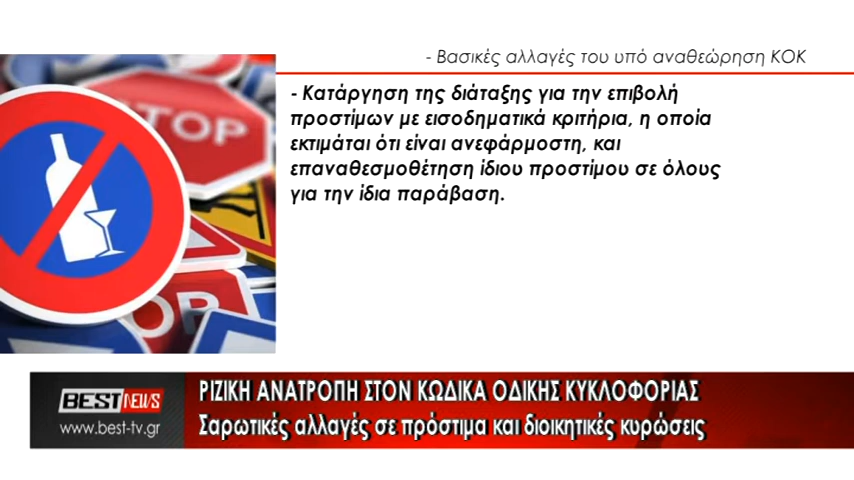 - Βασικές αλλαγές του υπό αναθεώρηση ΚΟΚ
- Κατάργηση της διάταξης για την επιβολή
προστίμων με εισοδηματικά κριτήρια, η οποία
εκτιμάται ότι είναι ανεφάρμοστη, και
επαναθεσμοθέτηση ίδιου προστίμου σε όλους
για την ίδια παράβαση.
STOP
STOP
BEST NEWS
www.best-tv.gr
ΡΙΖΙΚΗ ΑΝΑΤΡΟΠΗ ΣΤΟΝ ΚΩΔΙΚΑ ΟΔΙΚΗΣ ΚΥΚΛΟΦΟΡΙΑΣ
Σαρωτικές αλλαγές σε πρόστιμα και διοικητικές κυρώσεις